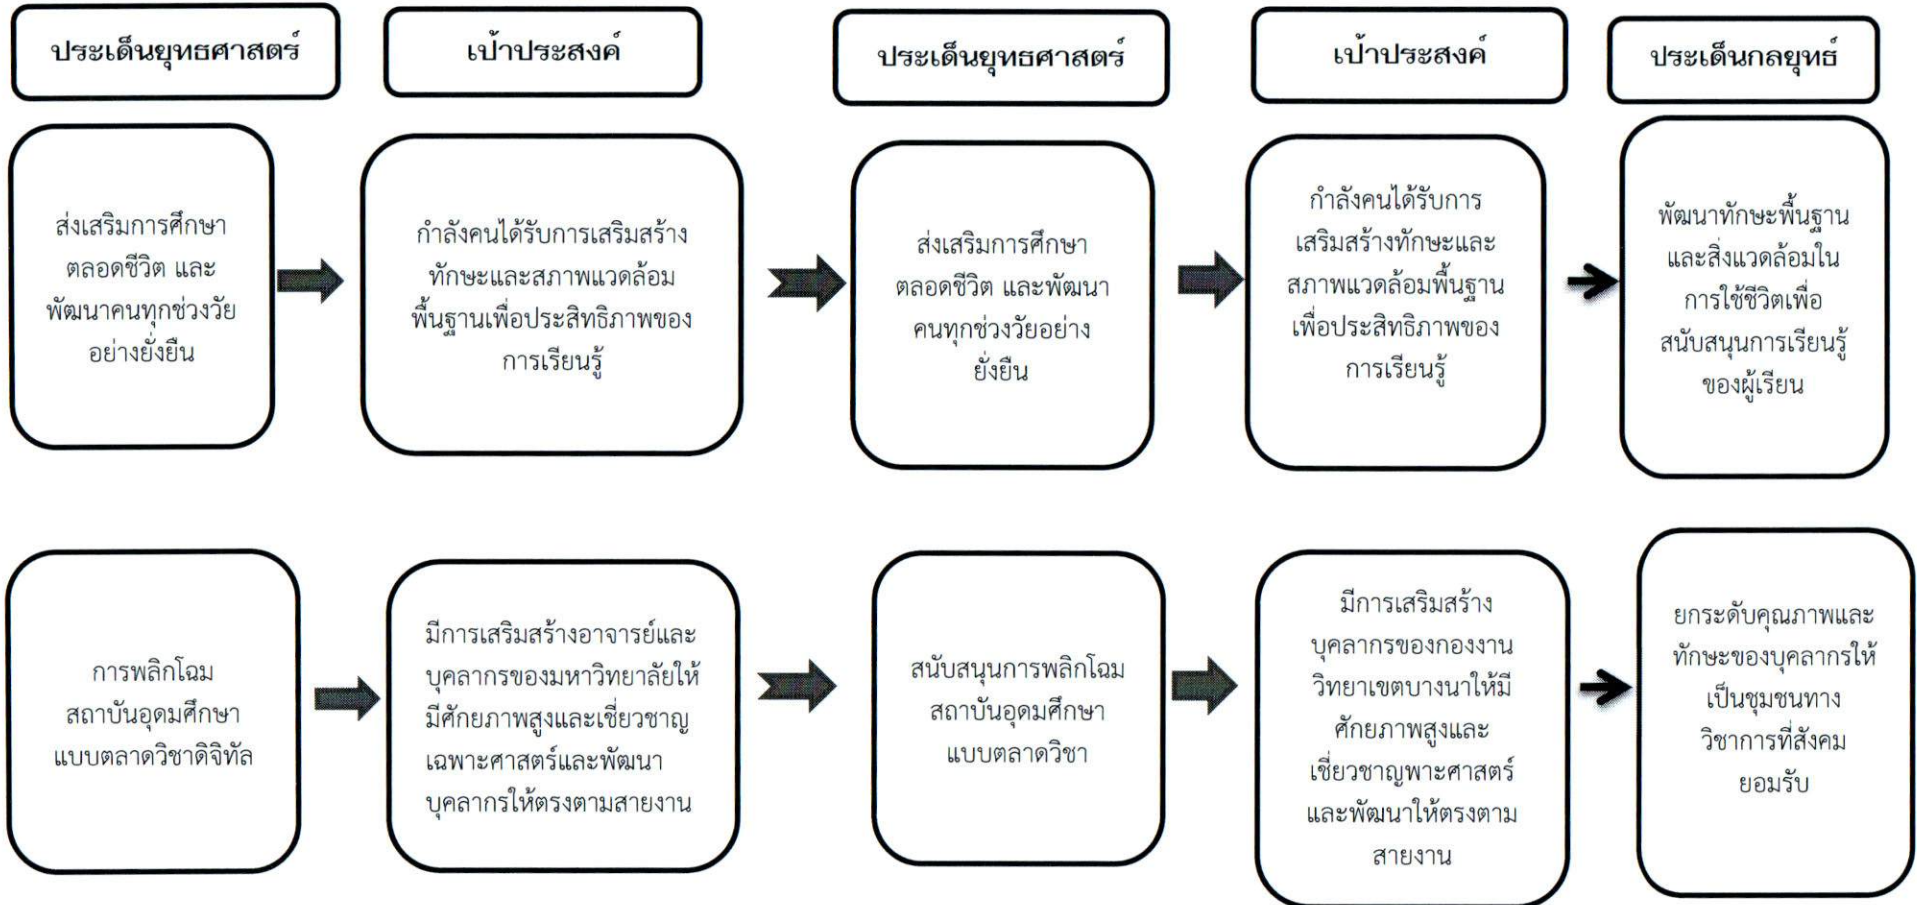 ประเด็นยุทธศาสตร์
เป้าประสงค์
ประเด็นยุทธศาสตร์
เป้าประสงค์
ประเด็นกลยุทธ์
ส่งเสริมการศึกษา
ตลอดชีวิต และ
พัฒนาคนทุกช่วงวัย
อย่างยั่งยืน
กำลังคนได้รับการเสริมสร้าง
ทักษะและสภาพแวดล้อม
พื้นฐานเพื่อประสิทธิภาพของ
การเรียนรู้
ส่งเสริมการศึกษา
ตลอดชีวิต และพัฒนา
คนทุกช่วงวัยอย่าง
ยั่งยืน
กำลังคนได้รับการ
เสริมสร้างทักษะและ
สภาพแวดล้อมพื้นฐาน
เพื่อประสิทธิภาพของ
การเรียนรู้
พัฒนาทักษะพื้นฐาน
และสิ่งแวดล้อมใน
การใช้ชีวิตเพื่อ
สนับสนุนการเรียนรู้
ของผู้เรียน
การพลิกโฉม
สถาบันอุดมศึกษา
แบบตลาดวิชาดิจิทัล
มีการเสริมสร้างอาจารย์และ
บุคลากรของมหาวิทยาลัยให้
มีศักยภาพสูงและเชี่ยวชาญ
เฉพาะศาสตร์และพัฒนา
บุคลากรให้ตรงตามสายงาน
สนับสนุนการพลิกโฉม
สถาบันอุดมศึกษา
แบบตลาดวิชา
มีการเสริมสร้าง
บุคลากรของกองงาน
วิทยาเขตบางนาให้มี
ศักยภาพสูงและ
เชี่ยวชาญพาะศาสตร์
และพัฒนาให้ตรงตาม
สายงาน
ยกระดับคุณภาพและ
ทักษะของบุคลากรให้
เป็นชุมชนทาง
วิชาการที่สังคม
ยอมรับ